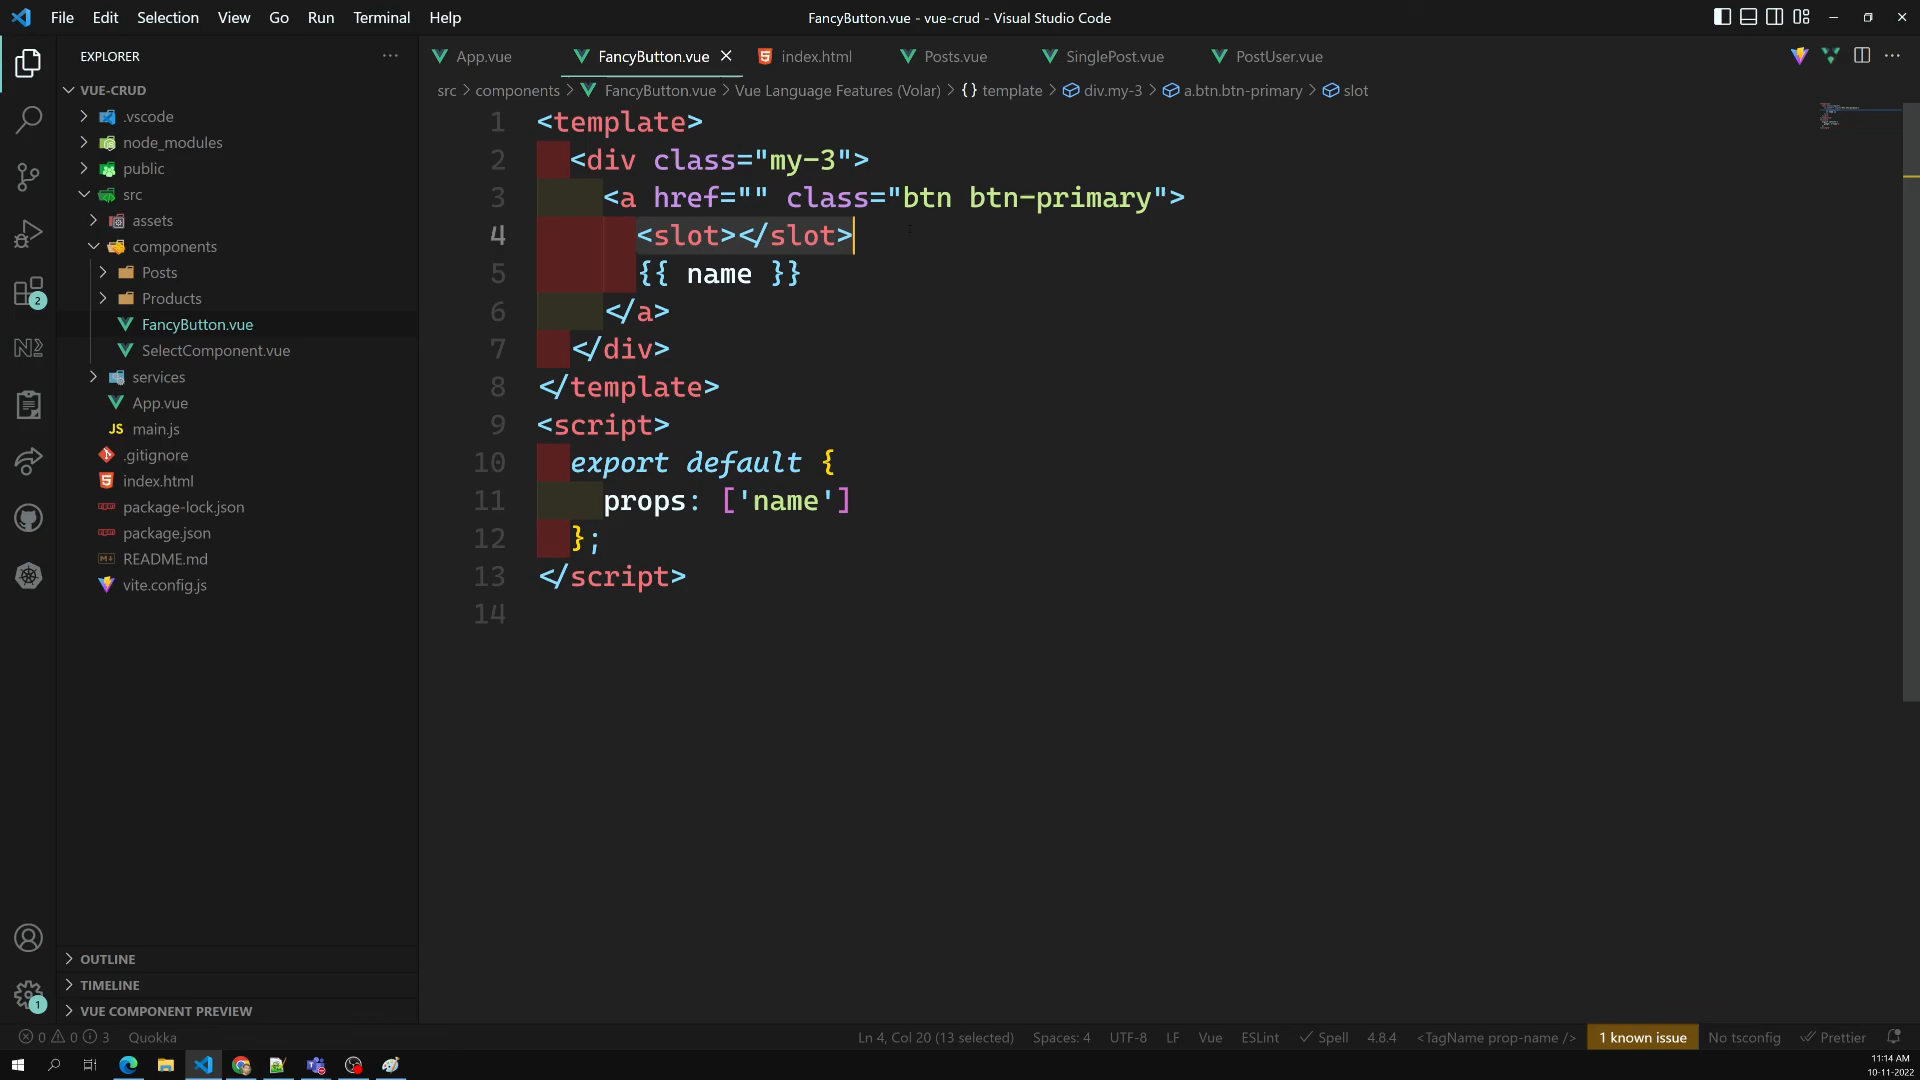 File Edit Selection View Go Run Terminal Help
FancyButton.vue - vue-crud - Visual Studio Code
EXPLORER
VUE-CRUD
.vscode
node_modules
public
src
assets
components
Posts
Products
FancyButton.vue
SelectComponent.vue
services
App.vue
JS main.js
.gitignore
index.html
package-lock.json
package.json
README.md
vite.config.js
OUTLINE
TIMELINE
VUE COMPONENT PREVIEW
2
1
App.vue FancyButton.vue index.html Posts.vue SinglePost.vue PostUser.vue
src > components > FancyButton.vue > Vue Language Features (Volar) > {} template > div.my-3 > a.btn.btn-primary > slot
1 <template>
2 <div class="my-3">
3 <a href="" class="btn btn-primary">
4 <slot></slot>
5 {{ name }}
6 </a>
7 </div>
8 </template>
9 <script>
10 export default {
11 props: ['name']
12 };
13 </script>
14
0 0 3 Quokka
Ln 4, Col 20 (13 selected) Spaces: 4 UTF-8 LF Vue ESLint Spell 4.8.4 <TagName prop-name /> 1 known issue No tsconfig Prettier
11:14 AM
10-11-2022